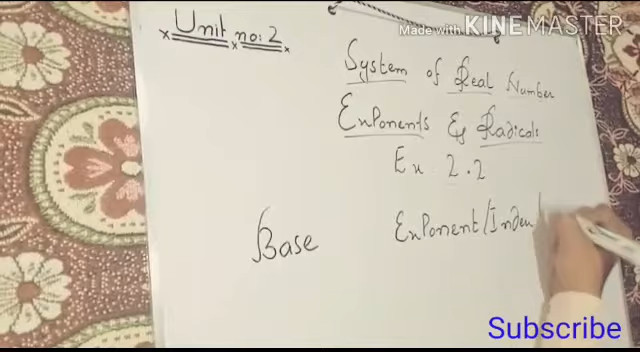 Unit no: 2
Made with KINEMASTER
System of Real Number
Exponents & Radicals
Ex 2.2
Base Exponent/Index
Subscribe